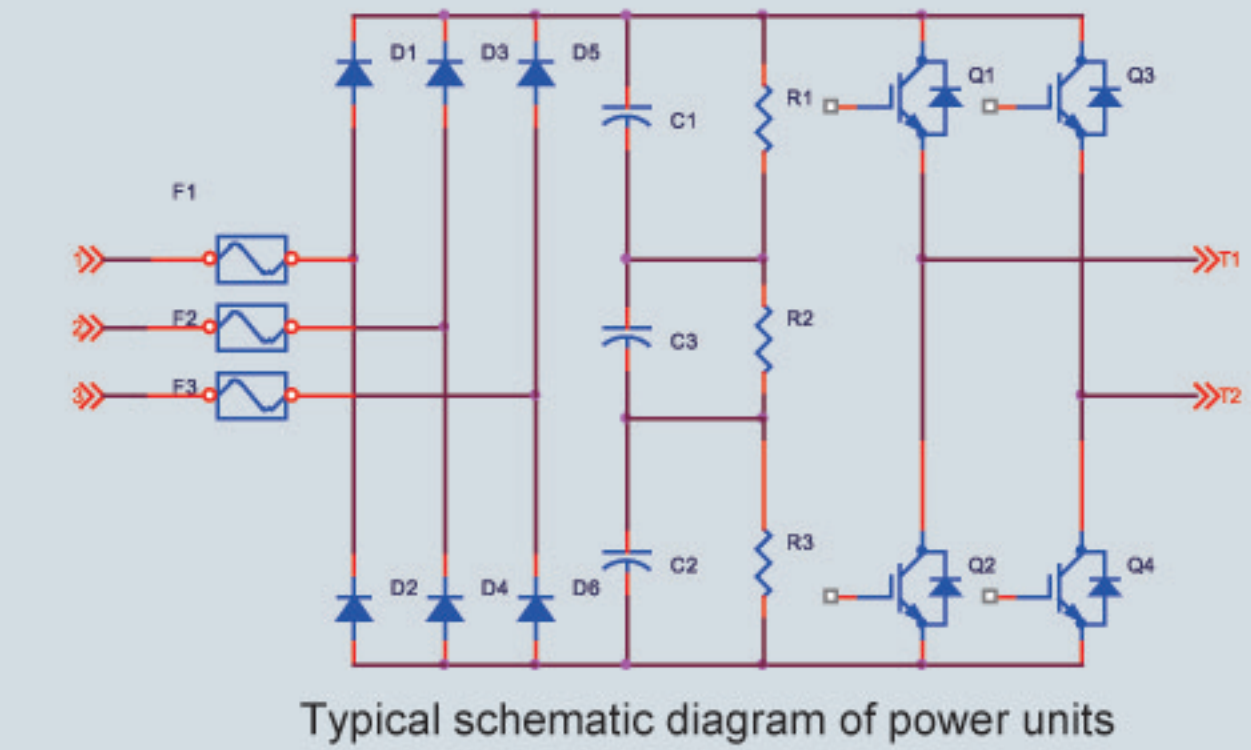 D1 D3 D5
Q1 Q3
R1
C1
F1
1 T1
F2
2
R2
C3
F3
3 T2
R3
C2 Q2 Q4
D2 D4 D6
Typical schematic diagram of power units